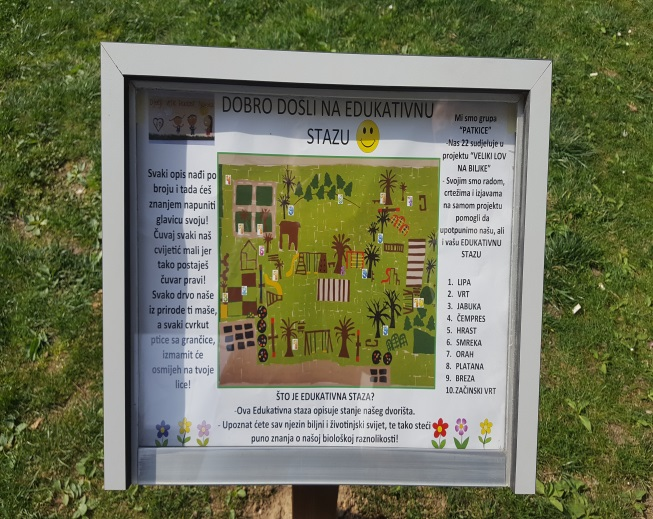 DOBRO DOŠLI NA EDUKATIVNU
STAZU
Svaki opis nađi po
broju i tada ćeš
znanjem napuniti
glavicu svoju!
Čuvaj svaki naš
cvijetić mali jer
tako postaješ
čuvar pravi!
Svako drvo naše
iz prirode ti maše,
a svaki cvrkut
ptice sa grančice,
izmamit će
osmijeh na tvoje
lice!
Mi smo grupa
"PATKICE"
-Nas 22 sudjeluje u
projektu "VELIKI LOV
NA BILJKE"
- Svojim smo radom,
crtežima i izjavama
na samom projektu
pomogli da
upotpunimo našu, ali
i vašu EDUKATIVNU
STAZU
1. LIPA
2. VRT
3. JABUKA
4. ČEMPRES
5. HRAST
6. SMREKA
7. ORAH
8. PLATANA
9. BREZA
10.ZAČINSKI VRT
ŠTO JE EDUKATIVNA STAZA?
-Ova Edukativna staza opisuje stanje našeg dvorišta.
- Upoznat ćete sav njezin biljni i životinjski svijet, te tako steći
puno znanja o našoj biološkoj raznolikosti!